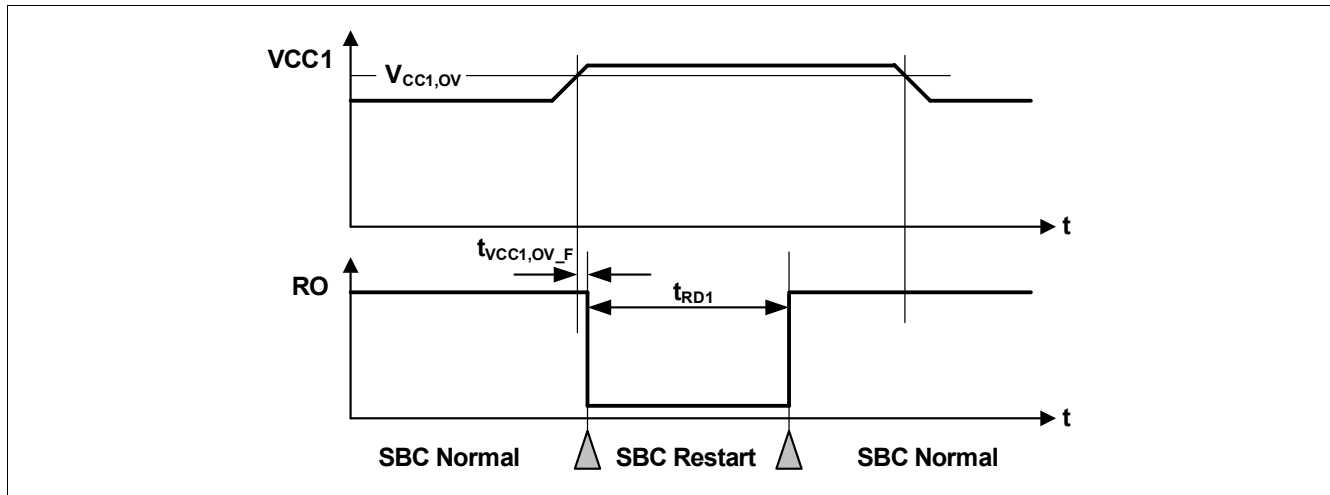 VCC1
VCC1,OV
t
tVCC1,OV_F
RO
tRD1
t
SBC Normal
SBC Restart
SBC Normal